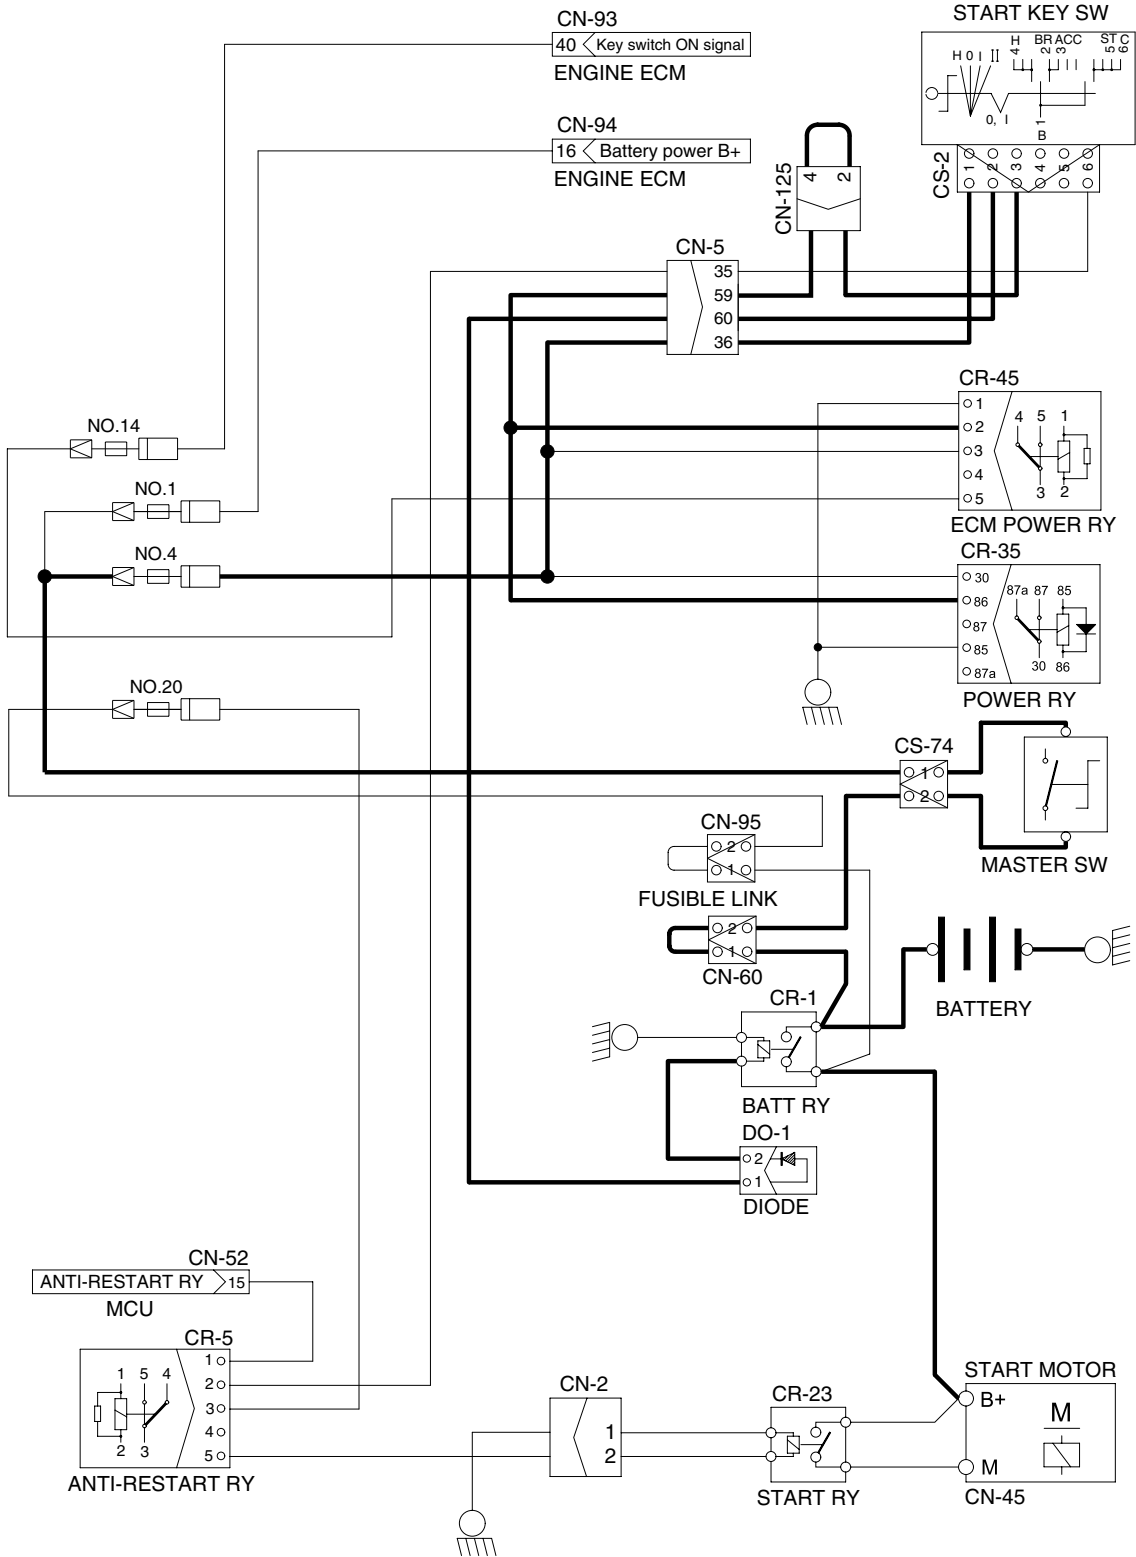 START KEY SW
CN-93
40 Key switch ON signal
ENGINE ECM
CN-94
16 Battery power B+
ENGINE ECM
H BR ACC ST C
4 2 3 5 6
H 0 I II
0, I
1
B
CS-2
1 2 3 4 5 6
CN-125
4 2
CN-5
35
59
60
36
CR-45
1
2
3
4
5
4 5 1
3 2
ECM POWER RY
NO.14
NO.1
NO.4
CR-35
30
86
87
85
87a
87a 87 85
30 86
POWER RY
NO.20
CS-74
1
2
MASTER SW
CN-95
2
1
FUSIBLE LINK
2
1
CN-60
BATTERY
CR-1
BATT RY
DO-1
2
1
DIODE
CN-52
ANTI-RESTART RY 15
MCU
CR-5
1
2
3
4
5
1 5 4
2 3
ANTI-RESTART RY
CN-2
1
2
CR-23
START RY
START MOTOR
B+
M
M
CN-45